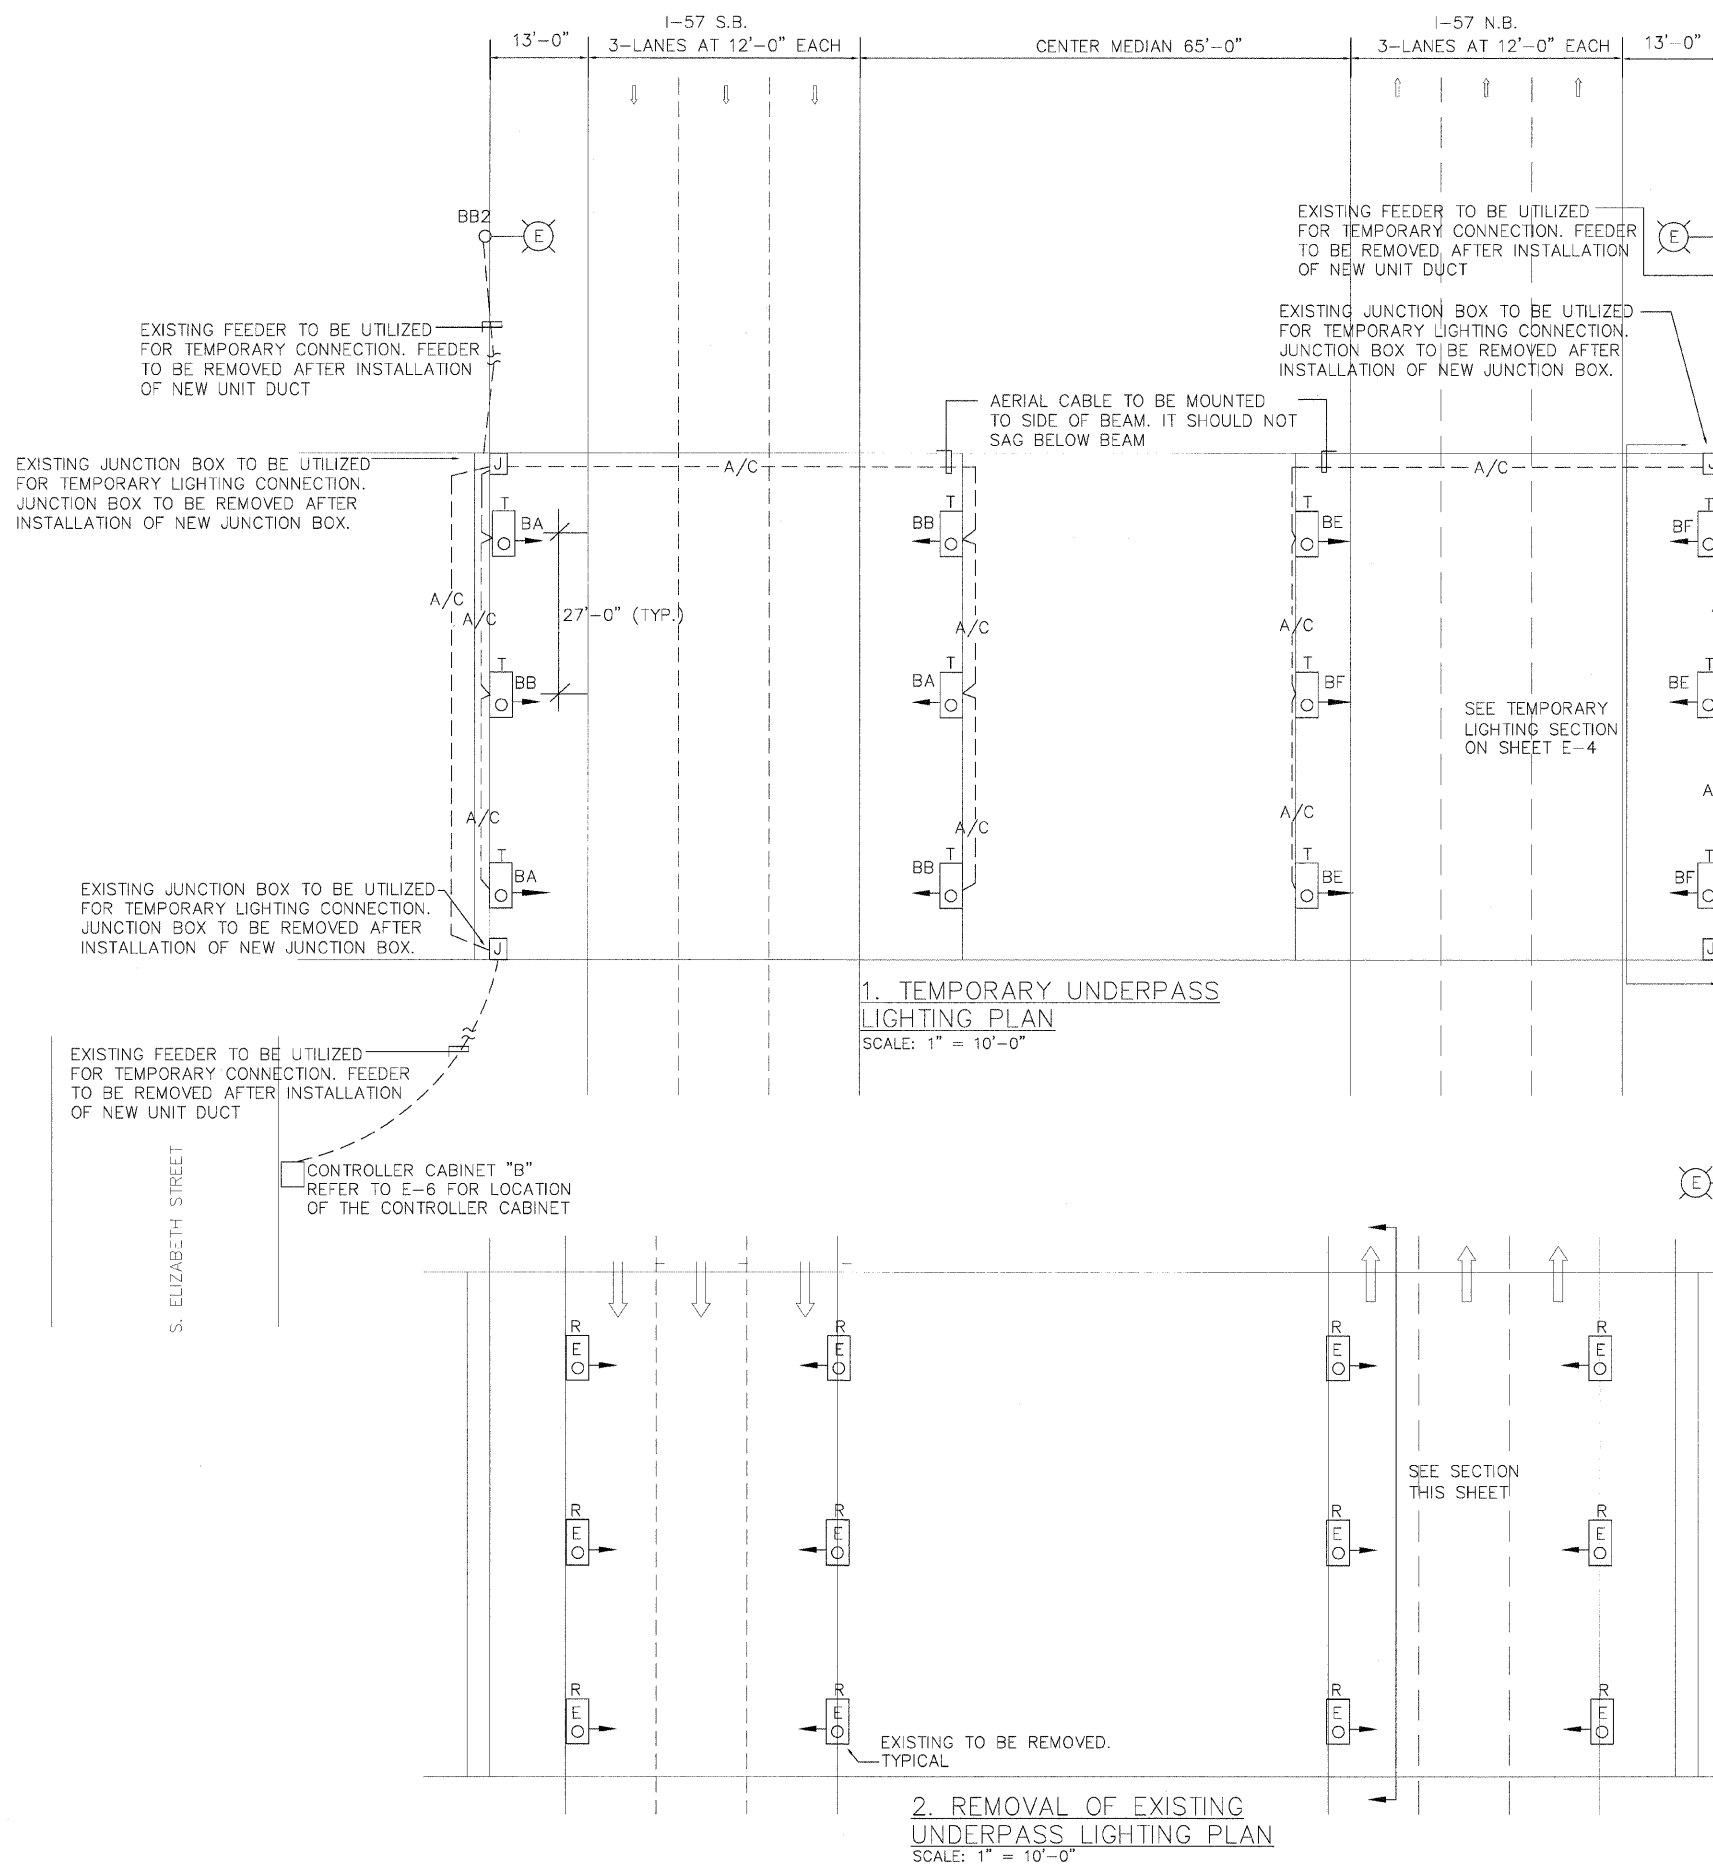 I-57 S.B.
13'-0"
3-LANES AT 12'-0" EACH
CENTER MEDIAN 65'-0"
I-57 N.B.
3-LANES AT 12'-0" EACH
13'-0"
BB2
E
EXISTING FEEDER TO BE UTILIZED
FOR TEMPORARY CONNECTION. FEEDER
TO BE REMOVED AFTER INSTALLATION
OF NEW UNIT DUCT
E
EXISTING FEEDER TO BE UTILIZED
FOR TEMPORARY CONNECTION. FEEDER
TO BE REMOVED AFTER INSTALLATION
OF NEW UNIT DUCT
EXISTING JUNCTION BOX TO BE UTILIZED
FOR TEMPORARY LIGHTING CONNECTION.
JUNCTION BOX TO BE REMOVED AFTER
INSTALLATION OF NEW JUNCTION BOX.
AERIAL CABLE TO BE MOUNTED
TO SIDE OF BEAM. IT SHOULD NOT
SAG BELOW BEAM
EXISTING JUNCTION BOX TO BE UTILIZED
FOR TEMPORARY LIGHTING CONNECTION.
JUNCTION BOX TO BE REMOVED AFTER
INSTALLATION OF NEW JUNCTION BOX.
J
A/C
A/C
J
T
BA
T
BB
T
BE
T
BF
A/C
A/C
27'-0" (TYP.)
A/C
A/C
T
BB
T
BA
T
BF
T
BE
SEE TEMPORARY
LIGHTING SECTION
ON SHEET E-4
A/C
A/C
A/C
A
T
BA
T
BB
T
BE
T
BF
EXISTING JUNCTION BOX TO BE UTILIZED
FOR TEMPORARY LIGHTING CONNECTION.
JUNCTION BOX TO BE REMOVED AFTER
INSTALLATION OF NEW JUNCTION BOX.
J
J
1. TEMPORARY UNDERPASS
LIGHTING PLAN
SCALE: 1" = 10'-0"
EXISTING FEEDER TO BE UTILIZED
FOR TEMPORARY CONNECTION. FEEDER
TO BE REMOVED AFTER INSTALLATION
OF NEW UNIT DUCT
S. ELIZABETH STREET
CONTROLLER CABINET "B"
REFER TO E-6 FOR LOCATION
OF THE CONTROLLER CABINET
E
R
E
R
E
R
E
R
E
SEE SECTION
THIS SHEET
R
E
R
E
R
E
R
E
R
E
R
E
R
E
R
E
EXISTING TO BE REMOVED.
TYPICAL
2. REMOVAL OF EXISTING
UNDERPASS LIGHTING PLAN
SCALE: 1" = 10'-0"